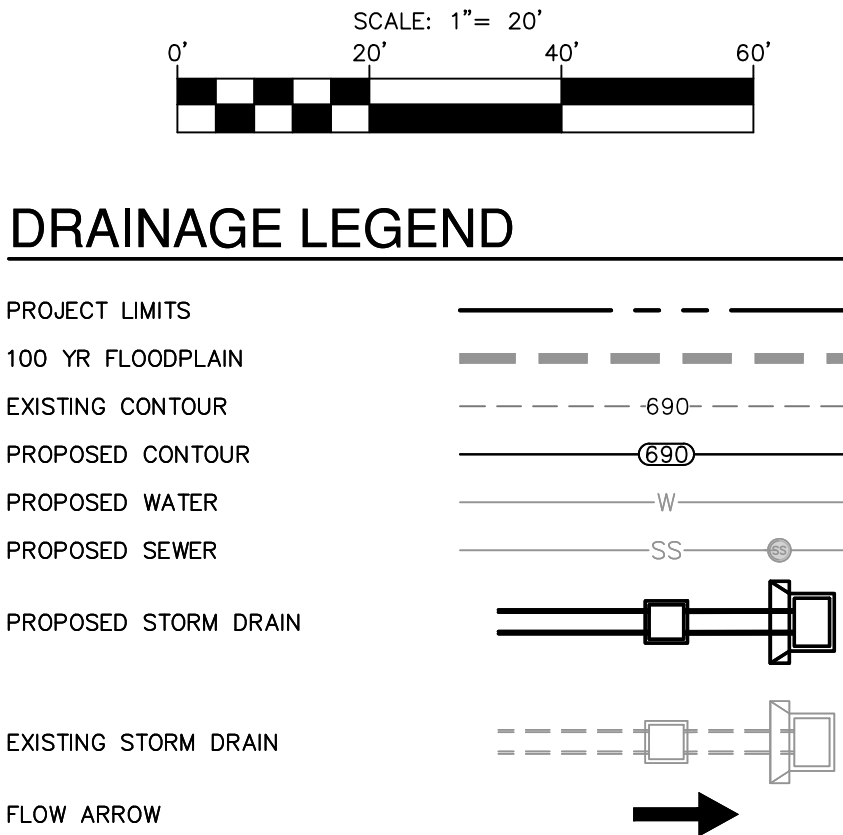 SCALE: 1"= 20'
0' 20' 40' 60'
DRAINAGE LEGEND
PROJECT LIMITS
100 YR FLOODPLAIN
EXISTING CONTOUR 690
PROPOSED CONTOUR 690
PROPOSED WATER W
PROPOSED SEWER SS SS
PROPOSED STORM DRAIN
EXISTING STORM DRAIN
FLOW ARROW